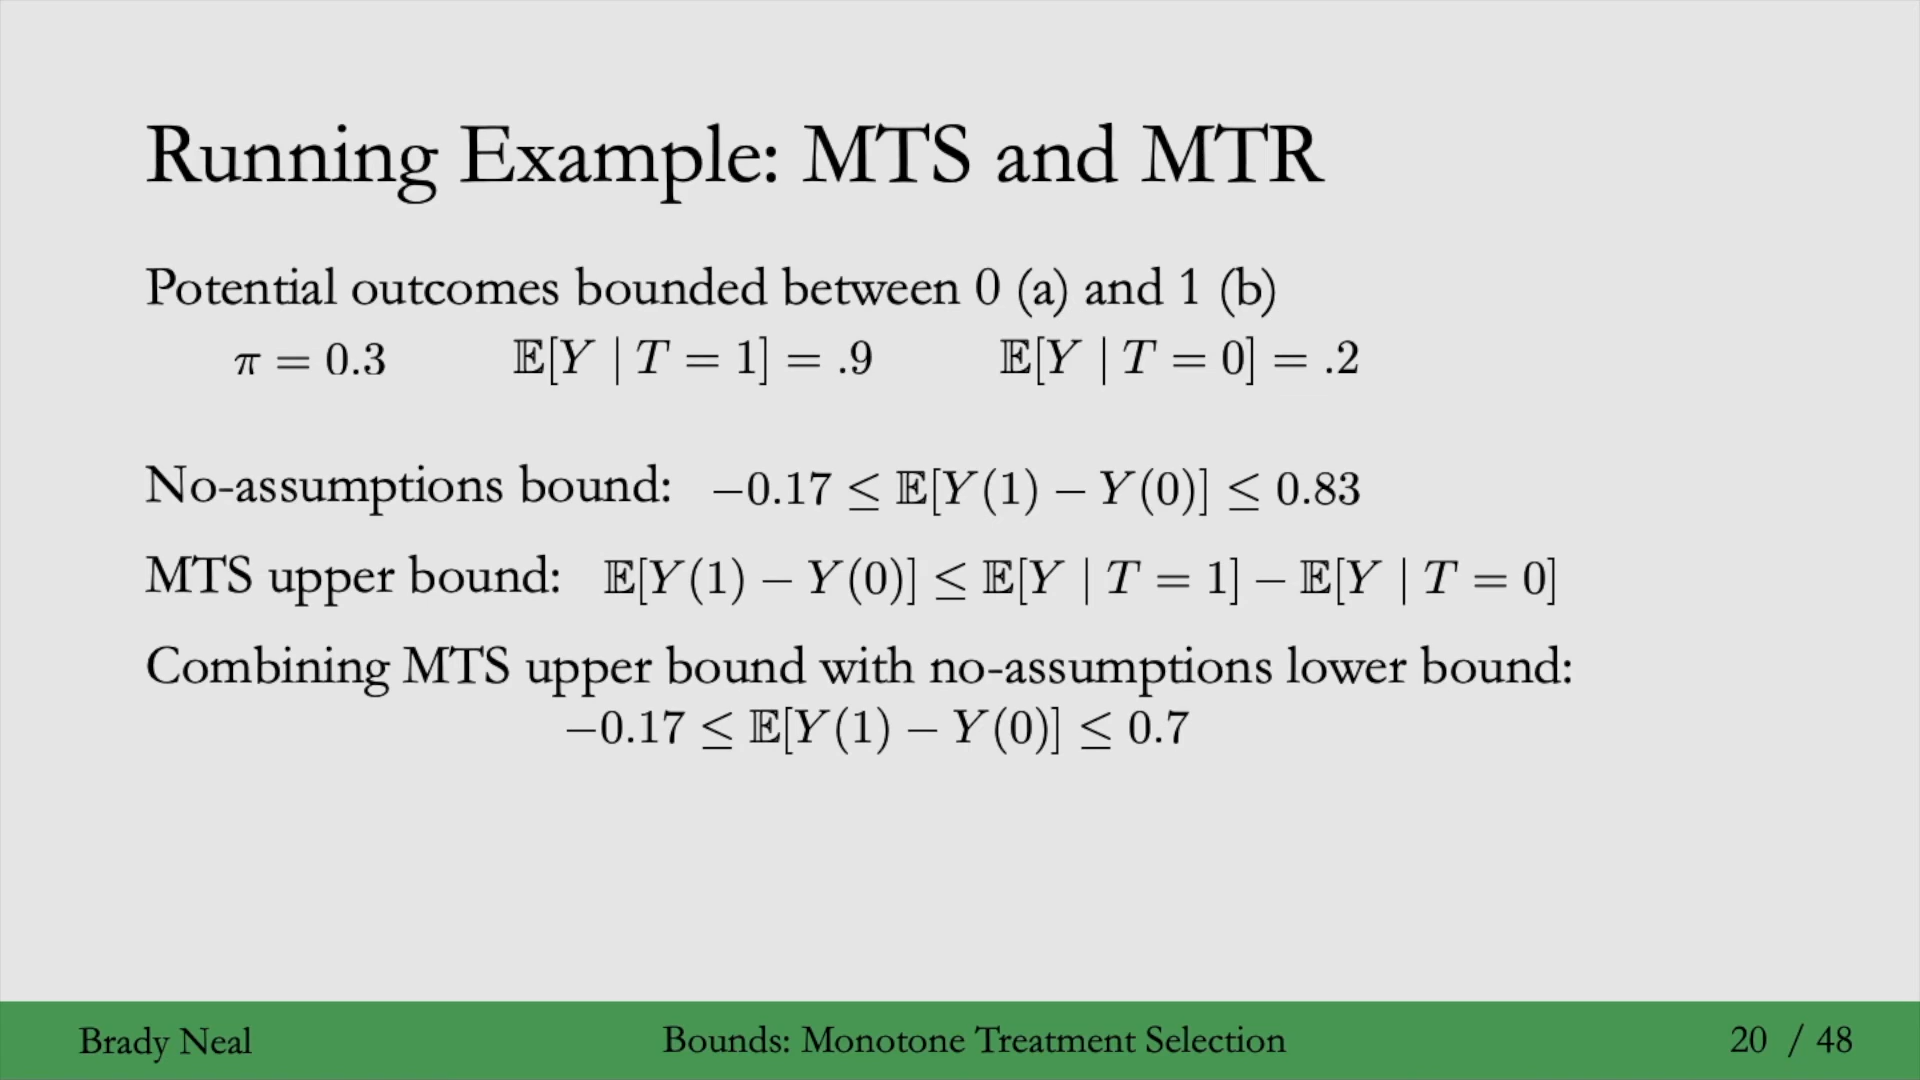 Running Example: MTS and MTR
Potential outcomes bounded between 0 (a) and 1 (b)
π = 0.3 𝔼[Y | T = 1] = .9 𝔼[Y | T = 0] = .2
No-assumptions bound: −0.17 ≤ 𝔼[Y(1) − Y(0)] ≤ 0.83
MTS upper bound: 𝔼[Y(1) − Y(0)] ≤ 𝔼[Y | T = 1] − 𝔼[Y | T = 0]
Combining MTS upper bound with no-assumptions lower bound:
−0.17 ≤ 𝔼[Y(1) − Y(0)] ≤ 0.7
Brady Neal Bounds: Monotone Treatment Selection 20 / 48